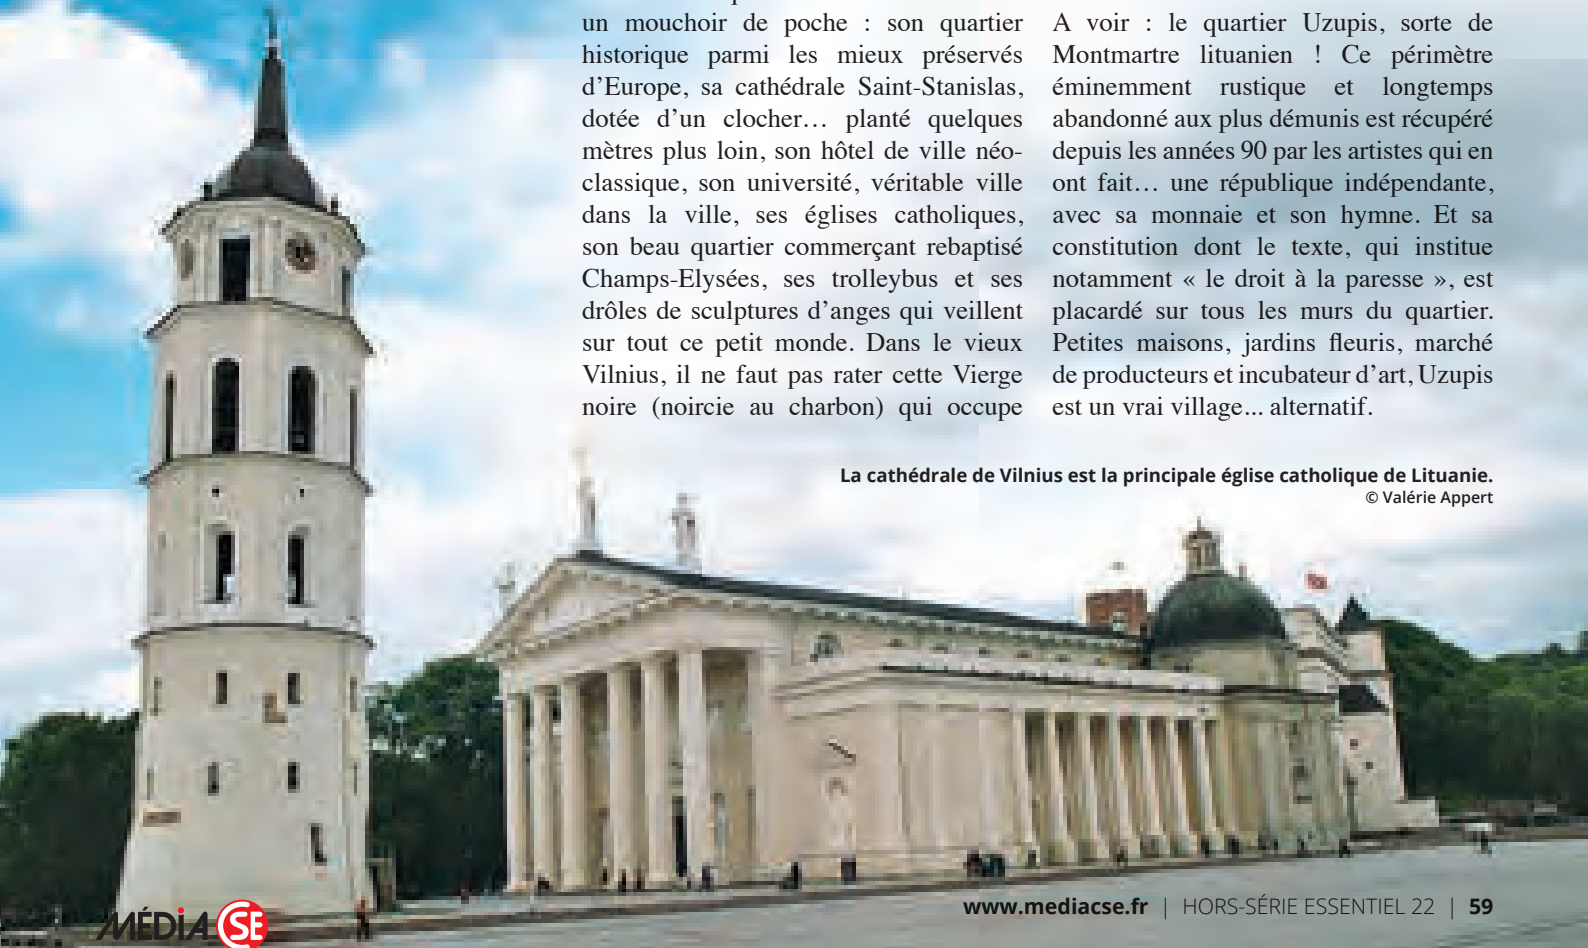 un mouchoir de poche : son quartier
historique parmi les mieux préservés
d’Europe, sa cathédrale Saint-Stanislas,
dotée d’un clocher… planté quelques
mètres plus loin, son hôtel de ville néo-
classique, son université, véritable ville
dans la ville, ses églises catholiques,
son beau quartier commerçant rebaptisé
Champs-Elysées, ses trolleybus et ses
drôles de sculptures d’anges qui veillent
sur tout ce petit monde. Dans le vieux
Vilnius, il ne faut pas rater cette Vierge
noire (noircie au charbon) qui occupe
A voir : le quartier Uzupis, sorte de
Montmartre lituanien ! Ce périmètre
éminemment rustique et longtemps
abandonné aux plus démunis est récupéré
depuis les années 90 par les artistes qui en
ont fait… une république indépendante,
avec sa monnaie et son hymne. Et sa
constitution dont le texte, qui institue
notamment « le droit à la paresse », est
placardé sur tous les murs du quartier.
Petites maisons, jardins fleuris, marché
de producteurs et incubateur d’art, Uzupis
est un vrai village... alternatif.
La cathédrale de Vilnius est la principale église catholique de Lituanie.
© Valérie Appert
MÉDiA SE
www.mediacse.fr | HORS-SÉRIE ESSENTIEL 22 | 59